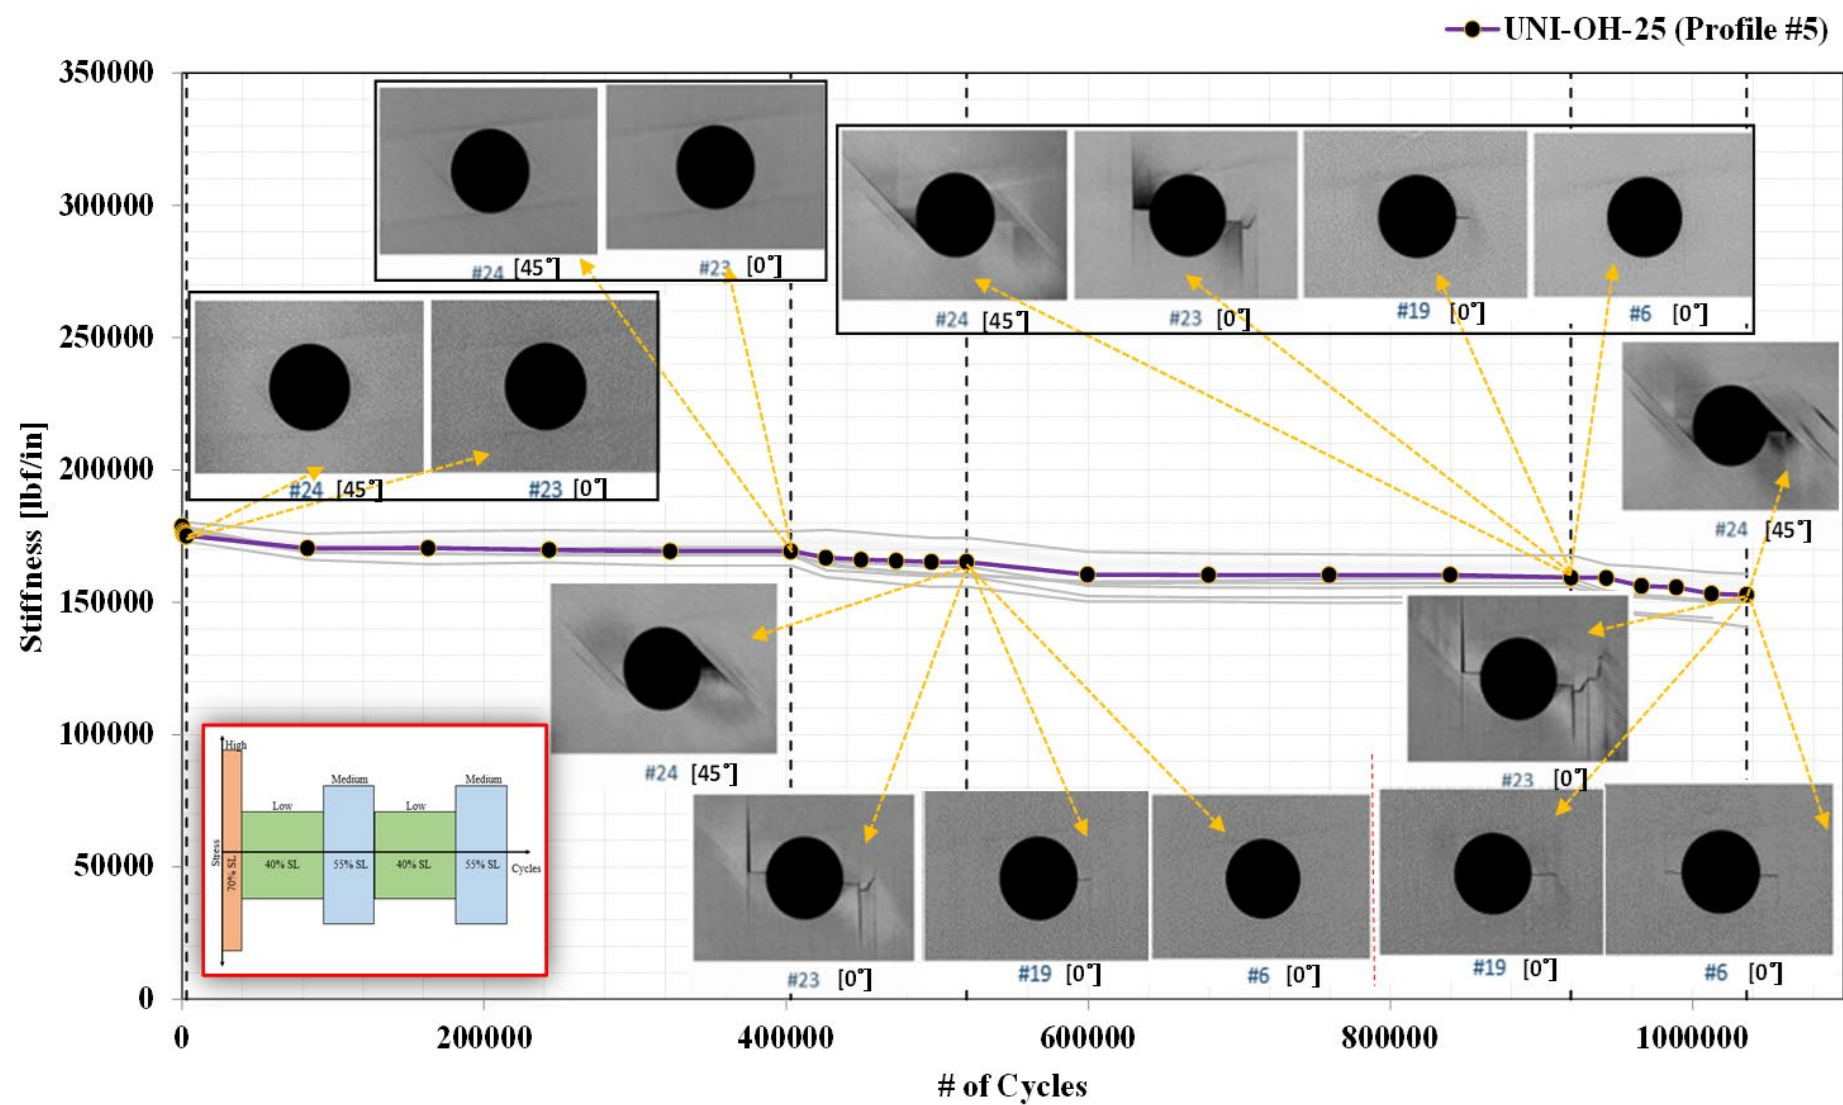 UNI-OH-25 (Profile #5)
350000
300000
250000
200000
150000
100000
50000
0
Stiffness [lbf/in]
#24 [45°]
#23 [0°]
#24 [45°]
#23 [0°]
#19 [0°]
#6 [0°]
#24 [45°]
#23 [0°]
#24 [45°]
#24 [45°]
#23 [0°]
High
Medium
Medium
Low
Low
Stress
70% SL
40% SL
55% SL
40% SL
55% SL
Cycles
#23 [0°]
#19 [0°]
#6 [0°]
#19 [0°]
#6 [0°]
0
200000
400000
600000
800000
1000000
# of Cycles